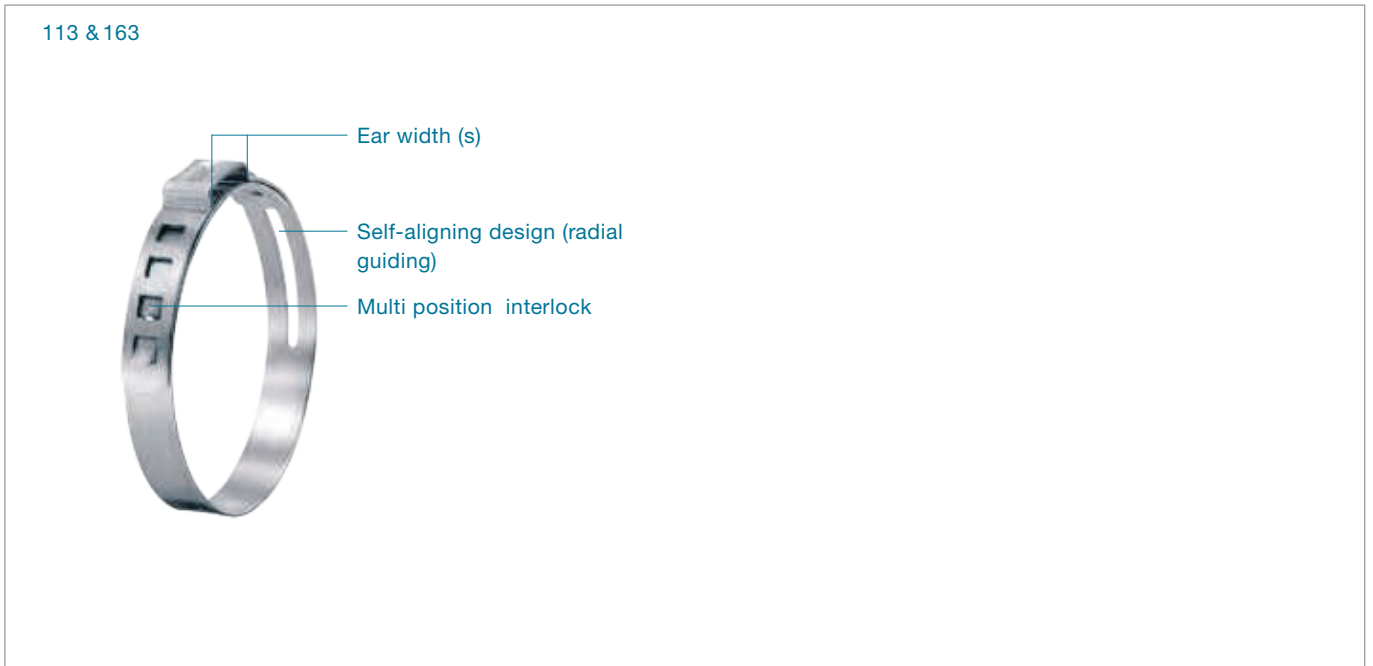 113 & 163
Ear width (s)
Self-aligning design (radial
guiding)
Multi position interlock